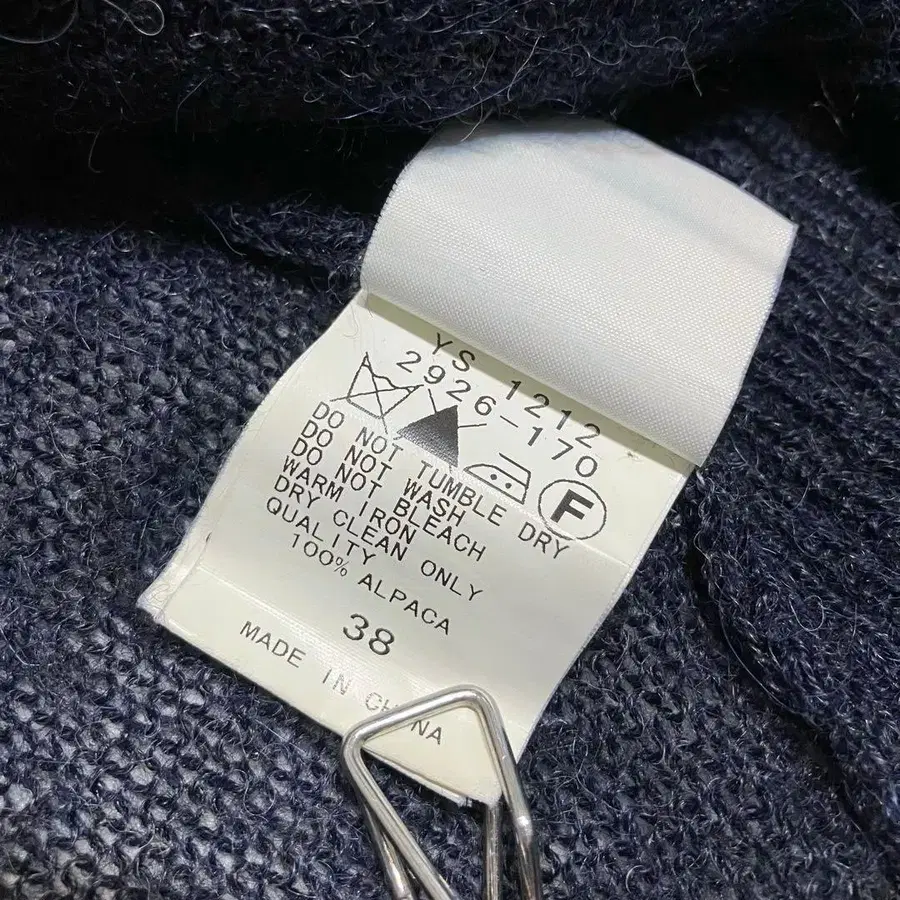 YS 1212
2926-170
F
DO NOT TUMBLE DRY
DO NOT WASH
DO NOT BLEACH
WARM IRON
DRY CLEAN ONLY
QUALITY
100% ALPACA
38
MADE IN CHINA